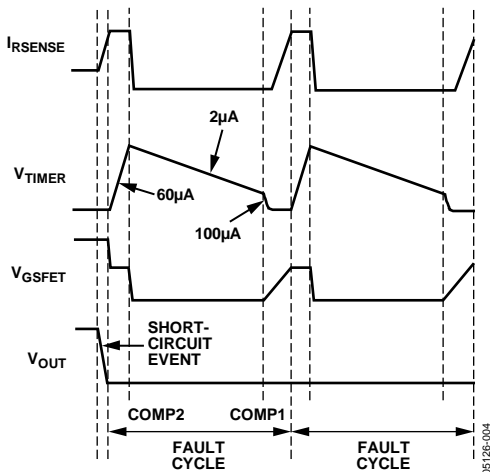 IRSENSE
2µA
VTIMER
60µA
100µA
VGSFET
SHORT-
CIRCUIT
EVENT
VOUT
COMP2
COMP1
FAULT
CYCLE
FAULT
CYCLE
05126-004